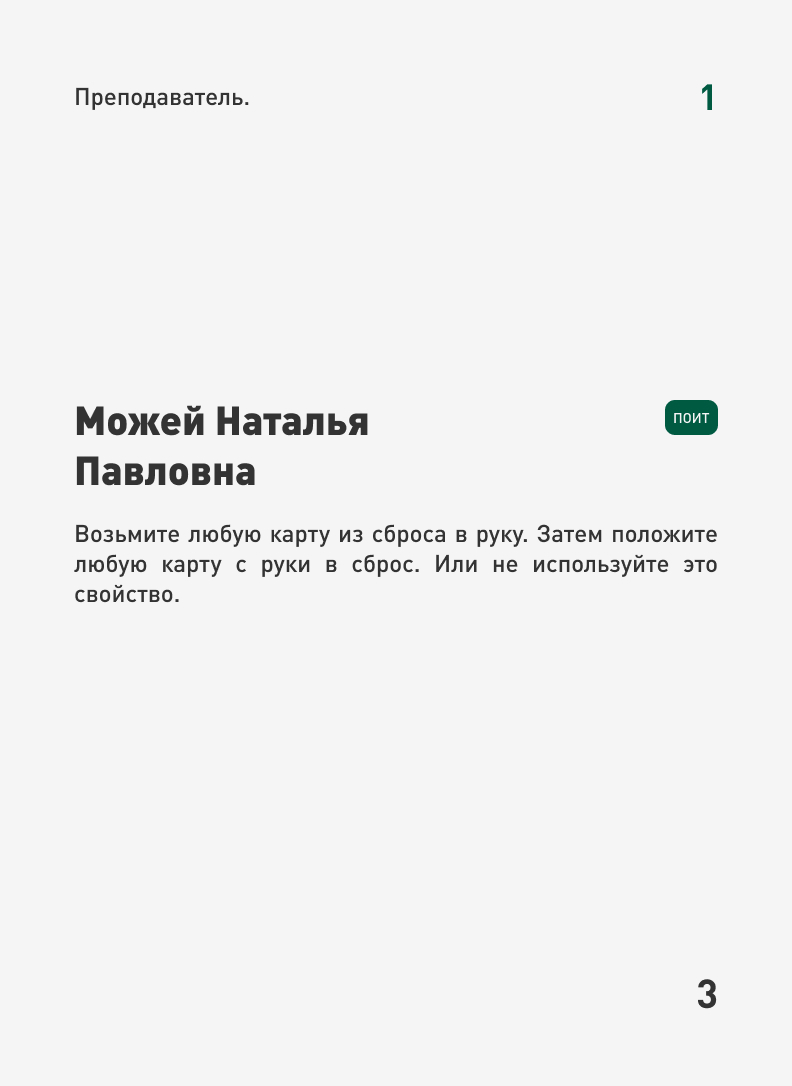 Преподаватель.
1
Можей Наталья
Павловна
ПОИТ
Возьмите любую карту из сброса в руку. Затем положите
любую карту с руки в сброс. Или не используйте это
свойство.
3